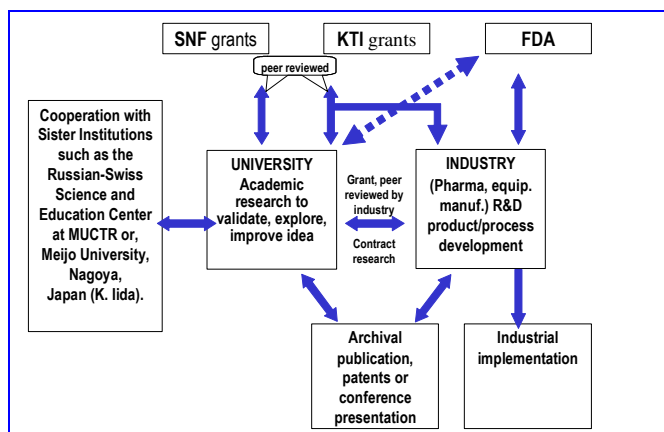 SNF grants
KTI grants
FDA
peer reviewed
Cooperation with
Sister Institutions
such as the
Russian-Swiss
Science and
Education Center
at MUCTR or,
Meijo University,
Nagoya,
Japan (K. Iida).
UNIVERSITY
Academic
research to
validate, explore,
improve idea
Grant, peer
reviewed by
industry
Contract
research
INDUSTRY
(Pharma, equip.
manuf.) R&D
product/process
development
Archival
publication,
patents or
conference
presentation
Industrial
implementation